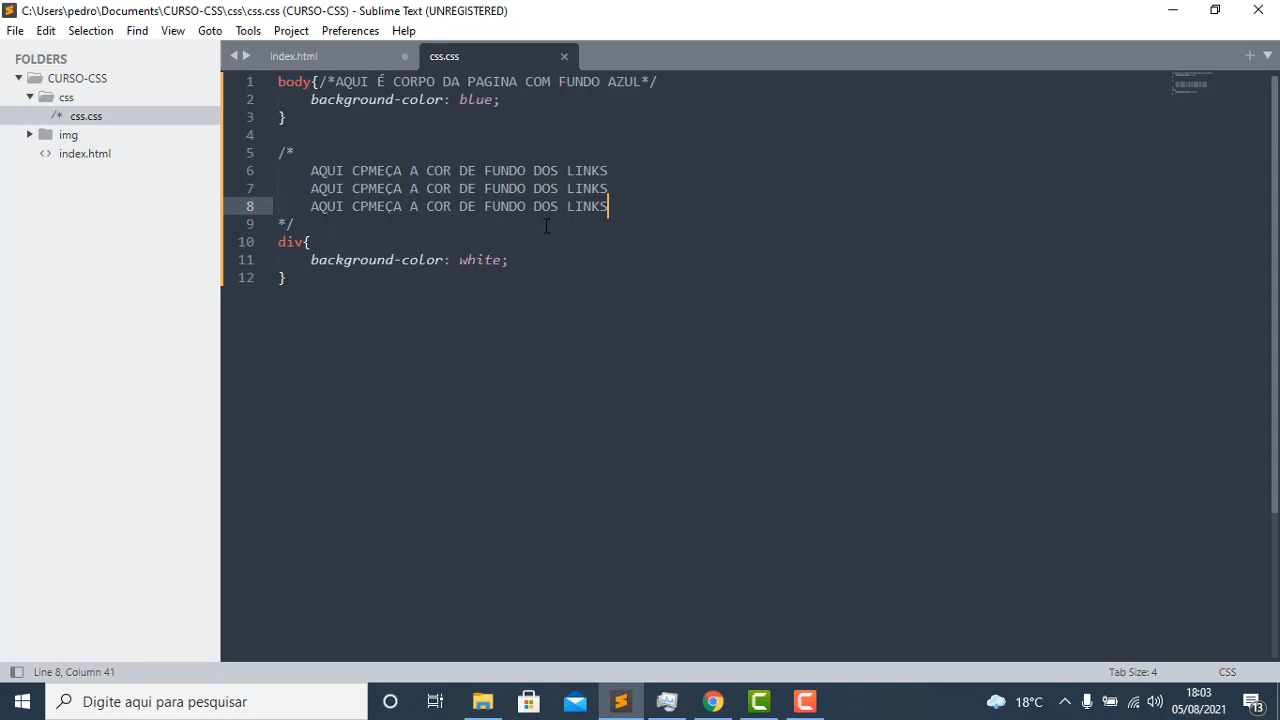 C:\Users\pedro\Documents\CURSO-CSS\css\css.css (CURSO-CSS) - Sublime Text (UNREGISTERED)
File Edit Selection Find View Goto Tools Project Preferences Help
FOLDERS
CURSO-CSS
css
/* css.css
img
<> index.html
index.html
css.css
1 body{/*AQUI É CORPO DA PAGINA COM FUNDO AZUL*/
2 background-color: blue;
3 }
4
5 /*
6 AQUI CPMEÇA A COR DE FUNDO DOS LINKS
7 AQUI CPMEÇA A COR DE FUNDO DOS LINKS
8 AQUI CPMEÇA A COR DE FUNDO DOS LINKS
9 */
10 div{
11 background-color: white;
12 }
Line 8, Column 41
Tab Size: 4
CSS
Digite aqui para pesquisar
18°C
18:03
05/08/2021
13